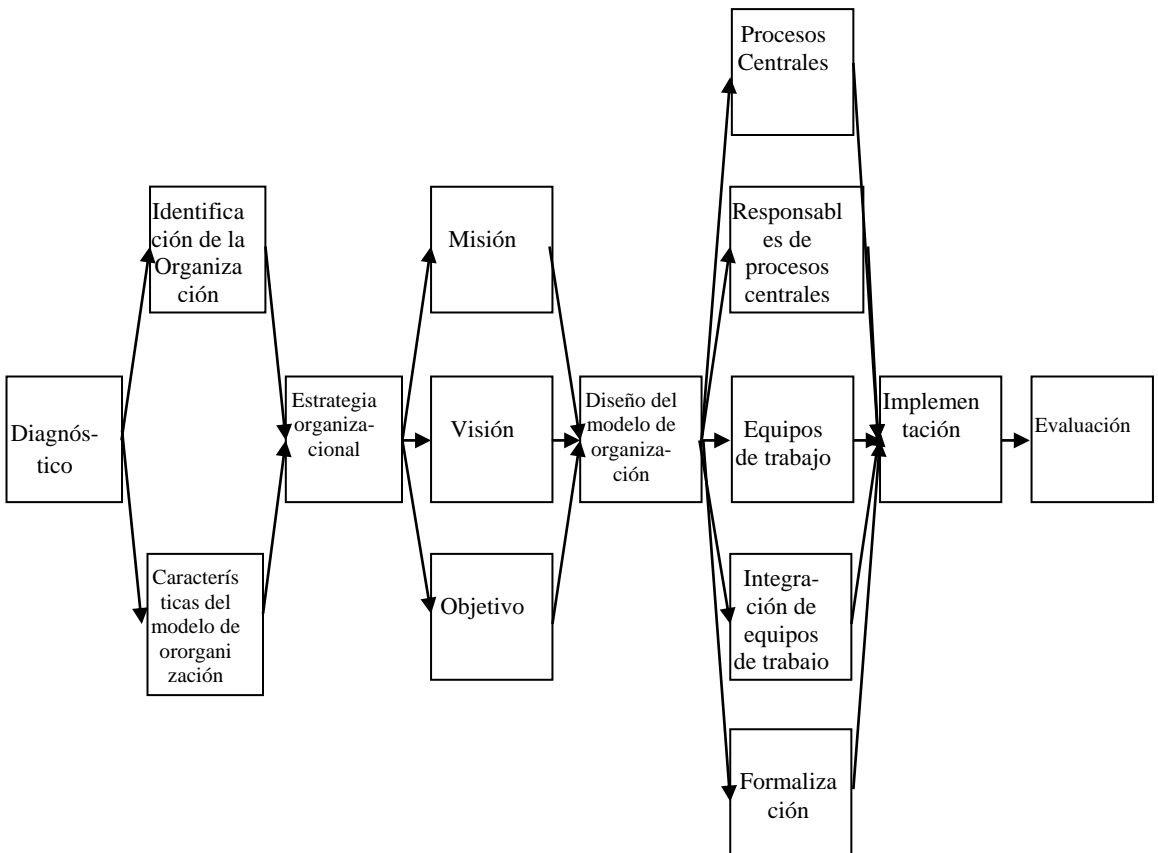 Diagnós-
tico
Identifica
ción de la
Organiza
ción
Caracterís
ticas del
modelo de
ororgani
zación
Estrategia
organiza-
cional
Misión
Visión
Objetivo
Diseño del
modelo de
organiza-
ción
Procesos
Centrales
Responsabl
es de
procesos
centrales
Equipos
de trabajo
Integra-
ción de
equipos
de trabajo
Formaliza
ción
Implemen
tación
Evaluación